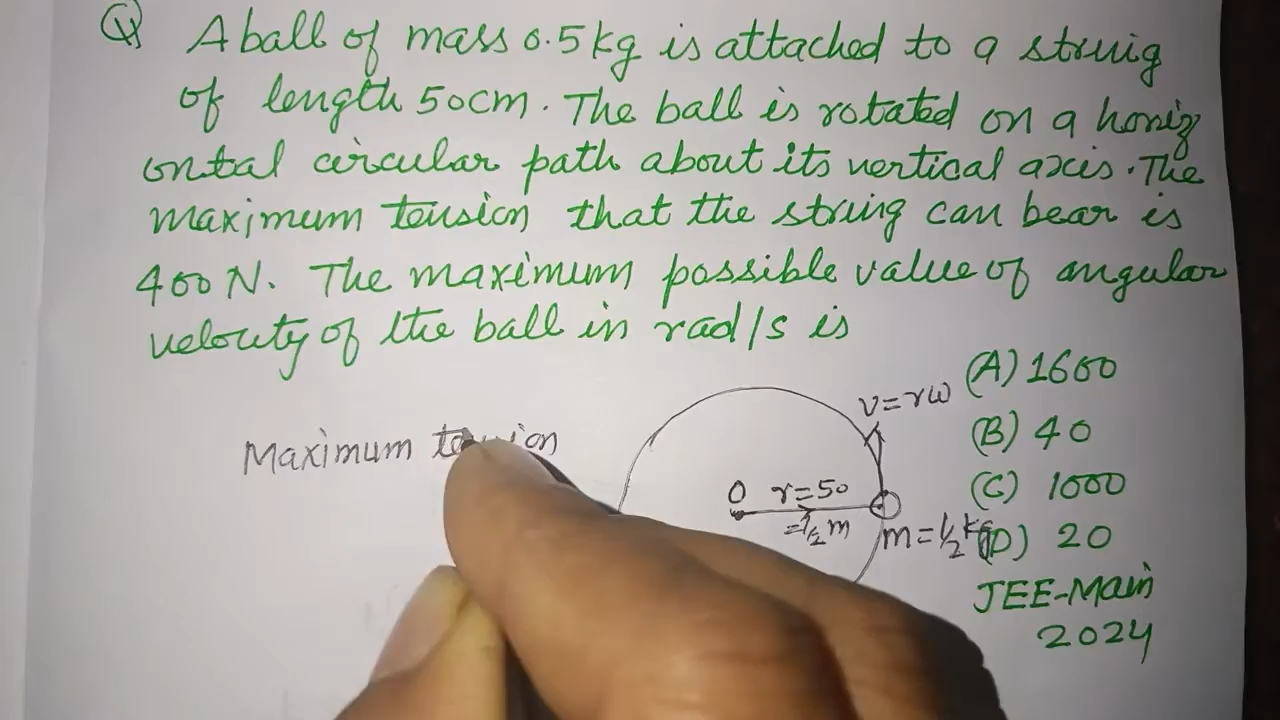 Q A ball of mass 0.5 kg is attached to a string
of length 50cm. The ball is rotated on a horiz
ontal circular path about its vertical axis. The
maximum tension that the string can bear is
400 N. The maximum possible value of angular
velocity of the ball in rad/s is
(A) 1600
(B) 40
(C) 1000
(D) 20
JEE-Main
2024
Maximum tension
v=rω
O r=50
=1/2 m
m=1/2 kg